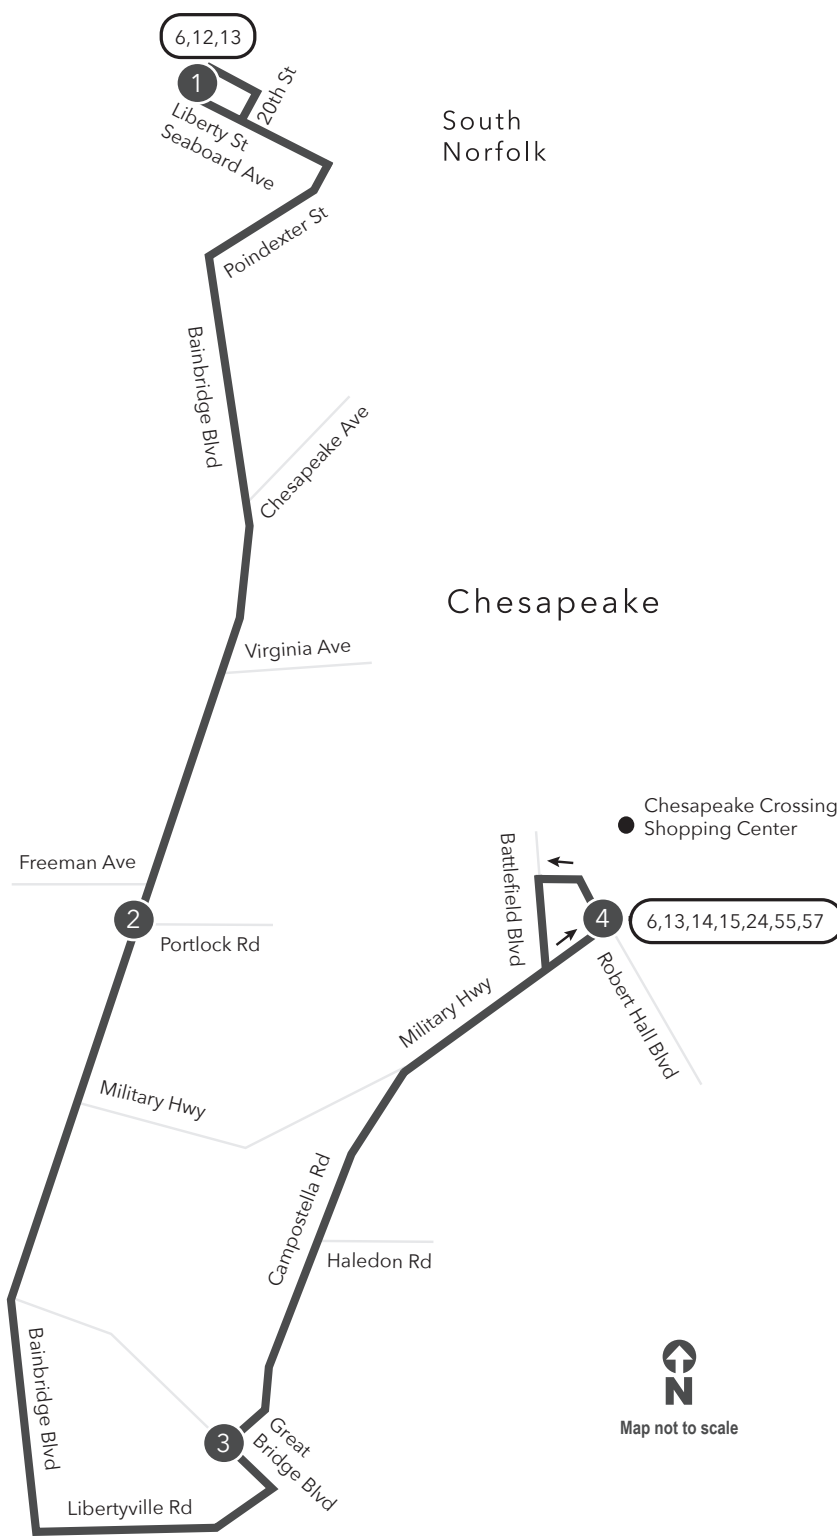 6,12,13
1
20th St
Liberty St
Seaboard Ave
South
Norfolk
Poindexter St
Bainbridge Blvd
Chesapeake Ave
Chesapeake
Virginia Ave
Chesapeake Crossing
Shopping Center
Freeman Ave
Battlefield Blvd
2
4
6,13,14,15,24,55,57
Portlock Rd
Military Hwy
Robert Hall Blvd
Military Hwy
Campostella Rd
Haledon Rd
Bainbridge Blvd
N
Map not to scale
3
Great
Bridge Blvd
Libertyville Rd